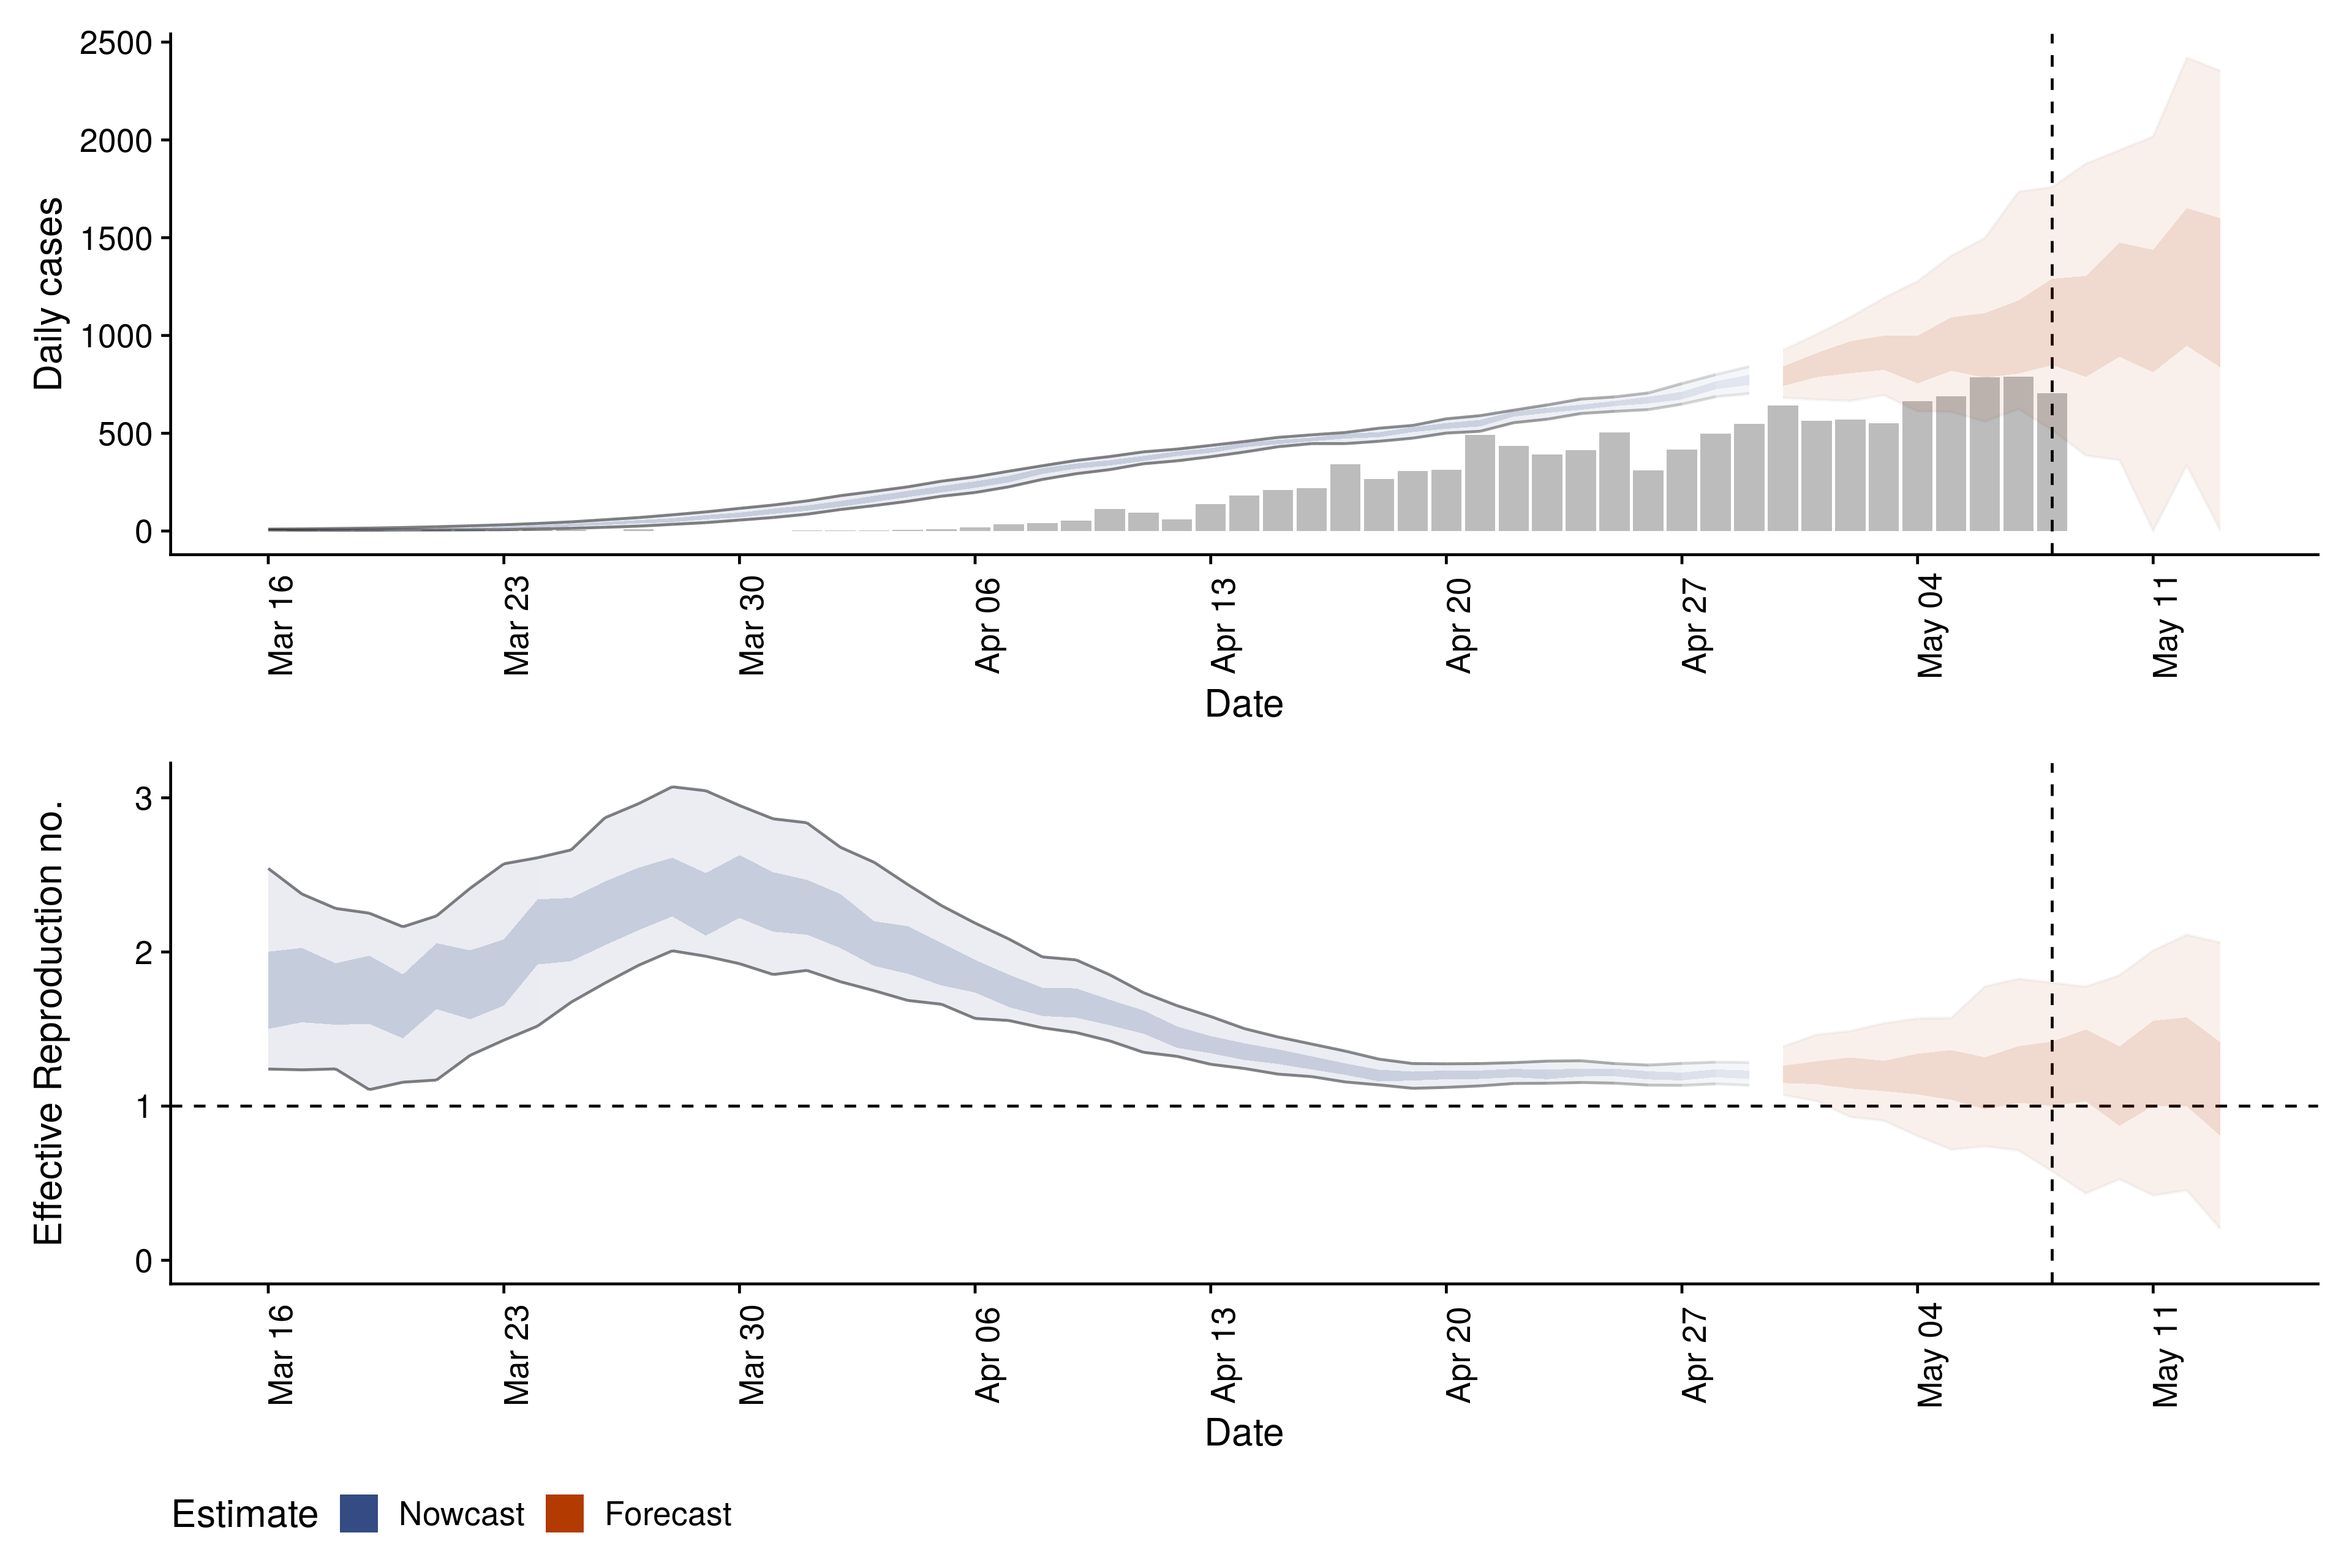 2500
2000
1500
1000
500
0
Daily cases
Mar 16
Mar 23
Mar 30
Apr 06
Apr 13
Apr 20
Apr 27
May 04
May 11
Date
3
2
1
0
Effective Reproduction no.
Mar 16
Mar 23
Mar 30
Apr 06
Apr 13
Apr 20
Apr 27
May 04
May 11
Date
Estimate Nowcast Forecast